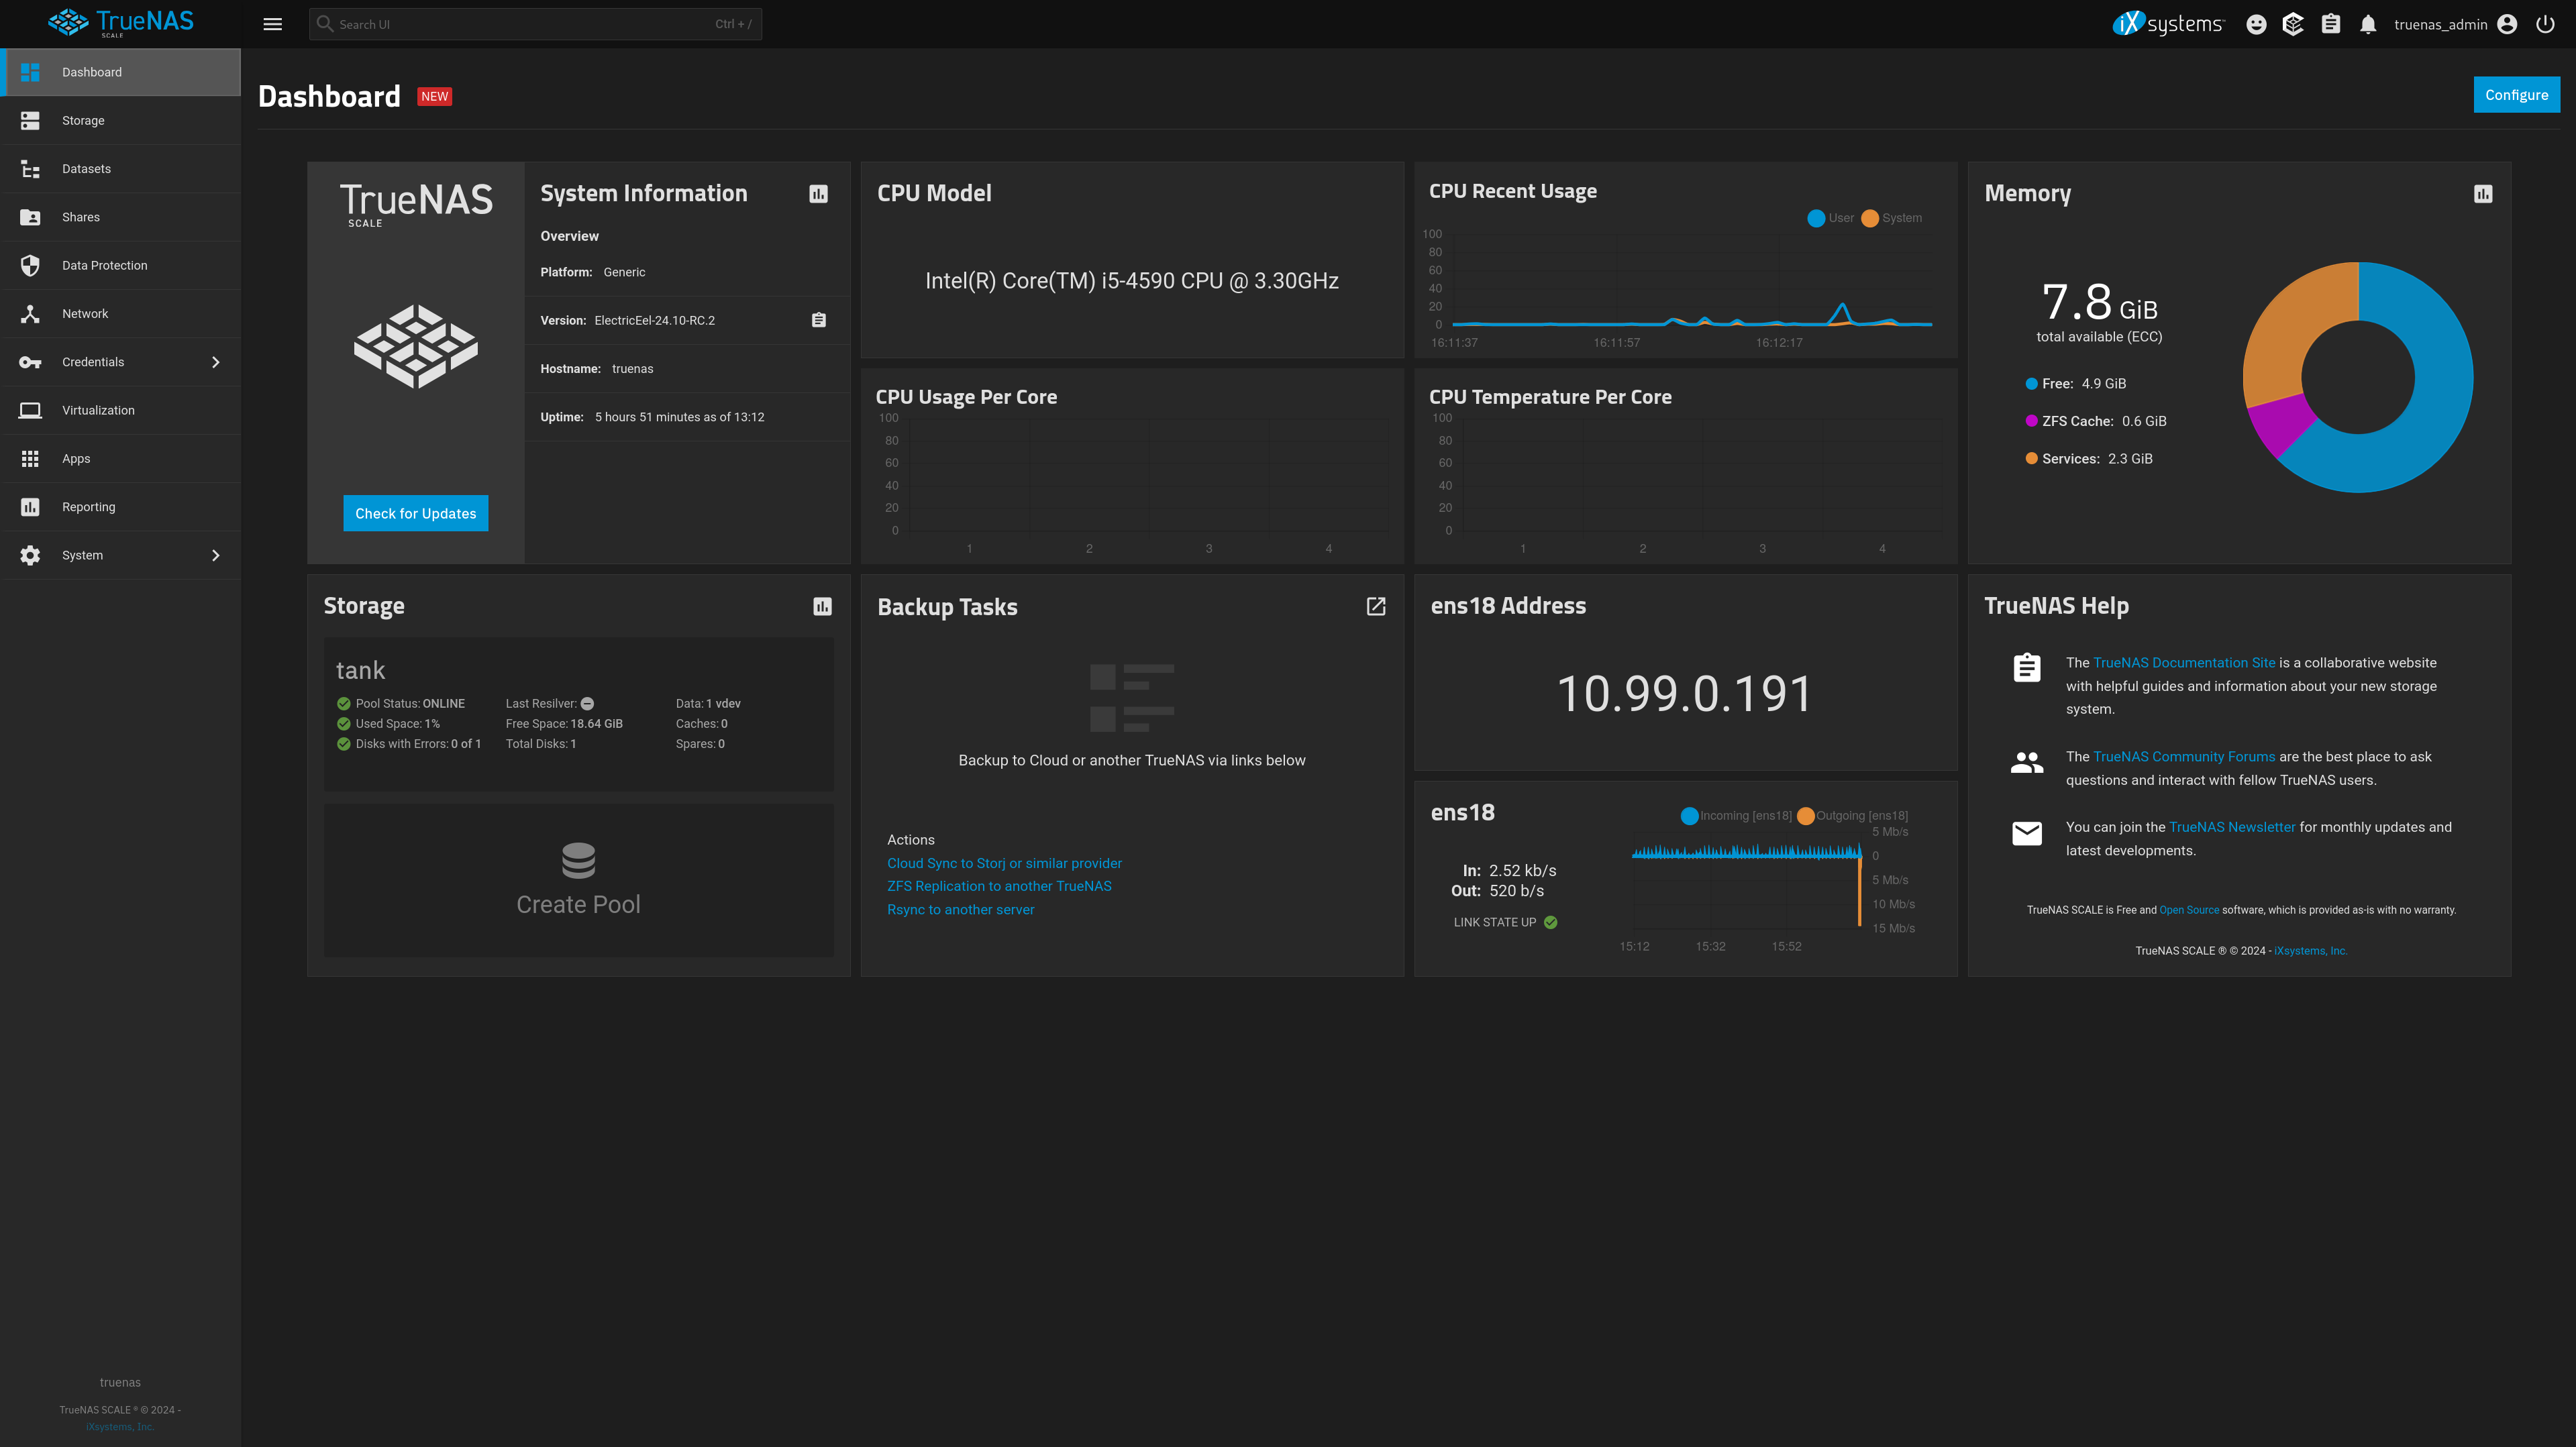 TrueNAS
SCALE
Search UI
Ctrl + /
iXsystems
truenas_admin
Dashboard
Storage
Datasets
Shares
Data Protection
Network
Credentials
Virtualization
Apps
Reporting
System
truenas
TrueNAS SCALE ® © 2024 -
iXsystems, Inc.
Dashboard NEW
Configure
TrueNAS
SCALE
Check for Updates
System Information
Overview
Platform: Generic
Version: ElectricEel-24.10-RC.2
Hostname: truenas
Uptime: 5 hours 51 minutes as of 13:12
CPU Model
Intel(R) Core(TM) i5-4590 CPU @ 3.30GHz
CPU Recent Usage
User System
100
80
60
40
20
0
16:11:37 16:11:57 16:12:17
CPU Usage Per Core
100
80
60
40
20
0
1 2 3 4
CPU Temperature Per Core
100
80
60
40
20
0
1 2 3 4
Memory
7.8 GiB
total available (ECC)
Free: 4.9 GiB
ZFS Cache: 0.6 GiB
Services: 2.3 GiB
Storage
tank
Pool Status: ONLINE Last Resilver: Data: 1 vdev
Used Space: 1% Free Space: 18.64 GiB Caches: 0
Disks with Errors: 0 of 1 Total Disks: 1 Spares: 0
Create Pool
Backup Tasks
Backup to Cloud or another TrueNAS via links below
Actions
Cloud Sync to Storj or similar provider
ZFS Replication to another TrueNAS
Rsync to another server
ens18 Address
10.99.0.191
ens18
In: 2.52 kb/s
Out: 520 b/s
LINK STATE UP
Incoming [ens18] Outgoing [ens18]
5 Mb/s
0
5 Mb/s
10 Mb/s
15 Mb/s
15:12 15:32 15:52
TrueNAS Help
The TrueNAS Documentation Site is a collaborative website
with helpful guides and information about your new storage
system.
The TrueNAS Community Forums are the best place to ask
questions and interact with fellow TrueNAS users.
You can join the TrueNAS Newsletter for monthly updates and
latest developments.
TrueNAS SCALE is Free and Open Source software, which is provided as-is with no warranty.
TrueNAS SCALE ® © 2024 - iXsystems, Inc.